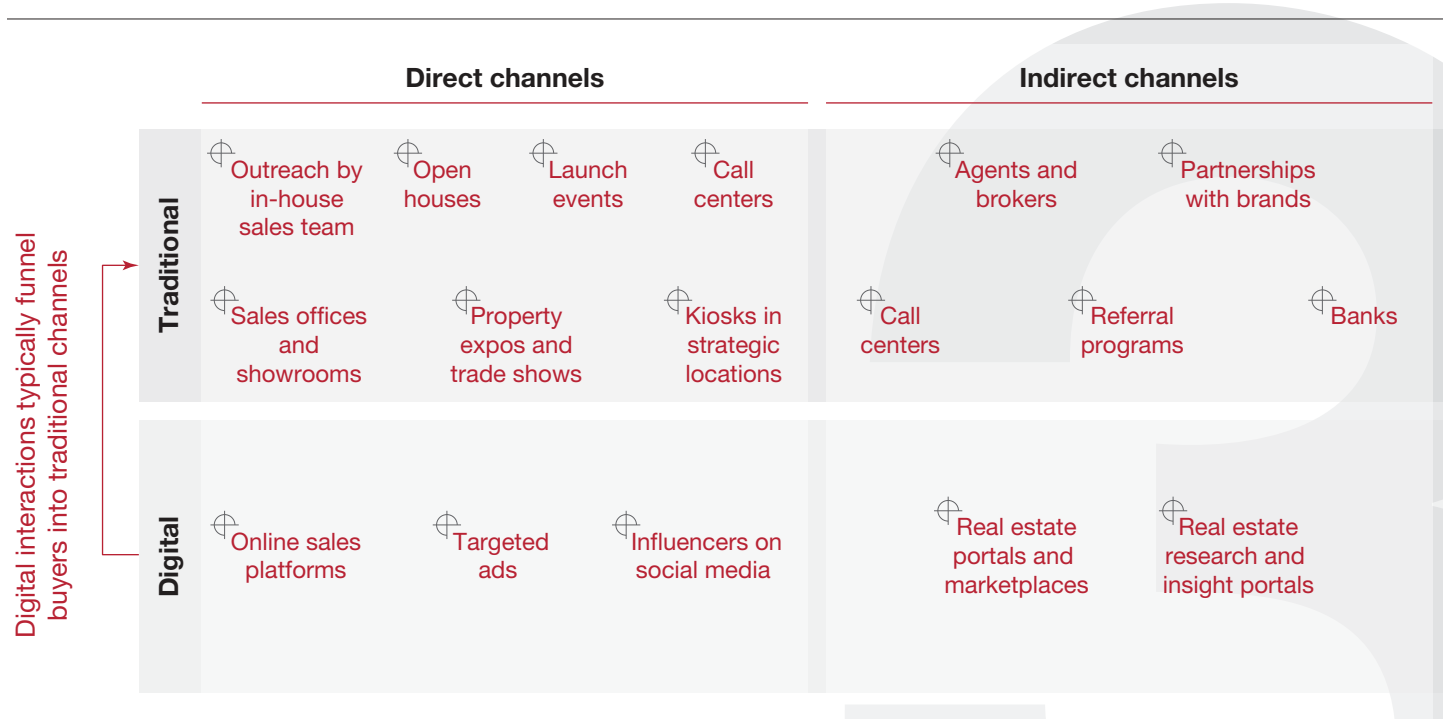 Direct channels
Indirect channels
Digital interactions typically funnel
buyers into traditional channels
Traditional
Outreach by
in-house
sales team
Open
houses
Launch
events
Call
centers
Agents and
brokers
Partnerships
with brands
Sales offices
and
showrooms
Property
expos and
trade shows
Kiosks in
strategic
locations
Call
centers
Referral
programs
Banks
Digital
Online sales
platforms
Targeted
ads
Influencers on
social media
Real estate
portals and
marketplaces
Real estate
research and
insight portals